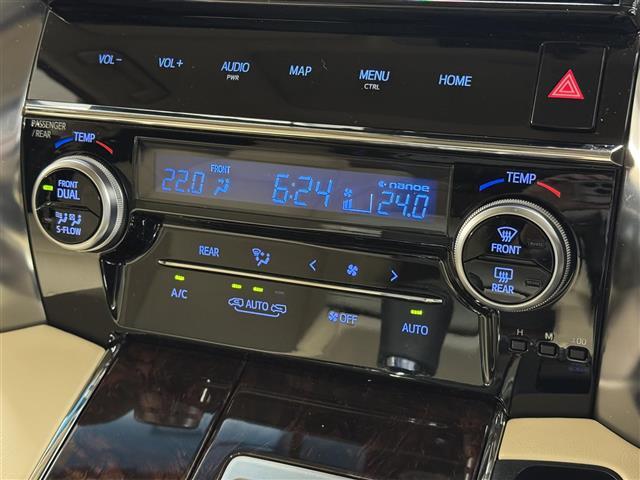 VOL− VOL+ AUDIO MAP MENU HOME
PWR CTRL
PASSENGER
/REAR
TEMP
FRONT
DUAL
S-FLOW
FRONT
22.0 6:24 nanoe 24.0
TEMP
FRONT
REAR
REAR < >
A/C AUTO OFF AUTO
H M :00